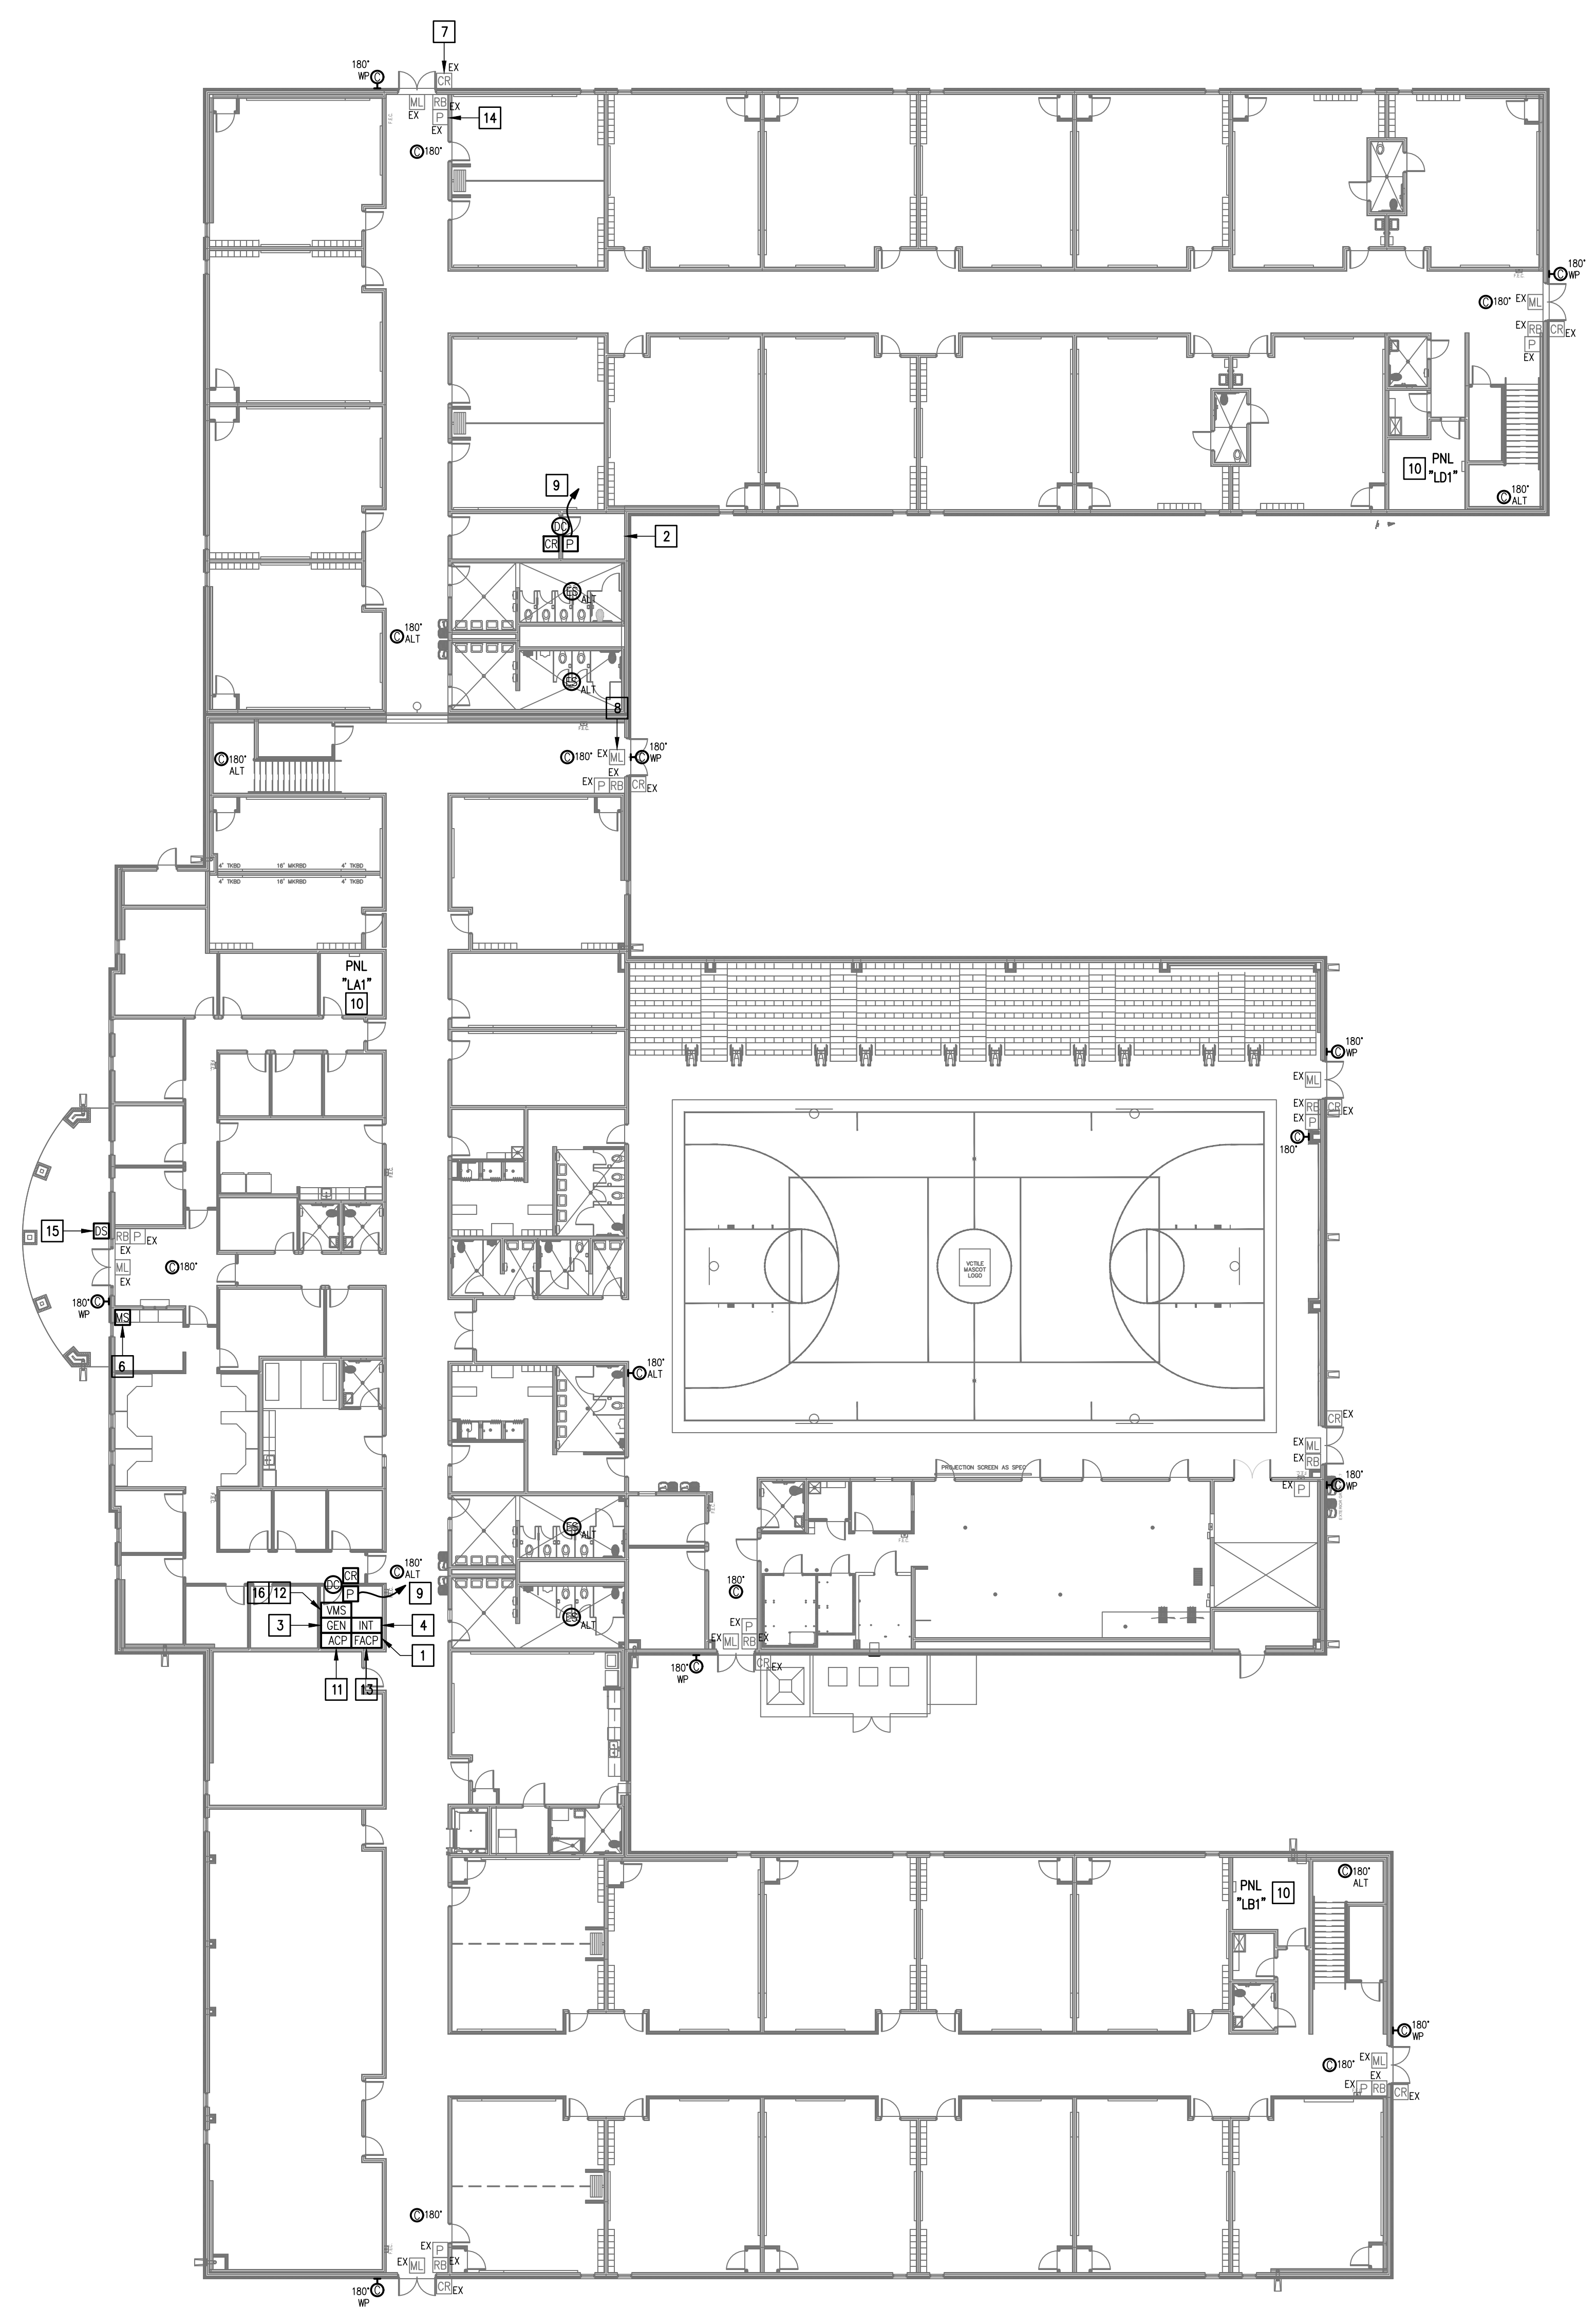 7
180°
WP
C
CR
EX
ML
RB
EX
EX
P
14
EX
C 180°
180°
C
WP
C 180°
EX ML
EX RB CR EX
P
EX
10
PNL
"LD1"
9
180°
C
ALT
DC
CR P
2
ES
ALT
180°
C
ALT
ES
ALT
8
180°
C
WP
C 180°
ALT
C 180°
EX ML
EX
EX P RB CR EX
4' TKBD 16' MKRBD 4' TKBD
4' TKBD 16' MKRBD 4' TKBD
PNL
"LA1"
10
180°
C
WP
EX ML
EX RB CR
EX
EX P
C
180°
15
DS
RB P EX
EX
ML
EX
C 180°
VCTILE
MASCOT
LOGO
180° C
WP
MS
6
180°
C
ALT
CR EX
EX ML
EX RB
PROJECTION SCREEN AS SPEC
180°
C
WP
EX
P
ES
ALT
180°
C
ALT
CR
DC
P
9
16 12
VMS
3
GEN INT
4
ACP FACP
1
11
13
180°
C
ES
ALT
EX P
EX EX
ML RB
CR EX
180° C
WP
C 180°
ALT
PNL
"LB1"
10
180°
C
WP
C 180°
EX ML
EX
EX P RB CR EX
C 180°
EX P
EX ML RB EX
CR EX
180° C
WP